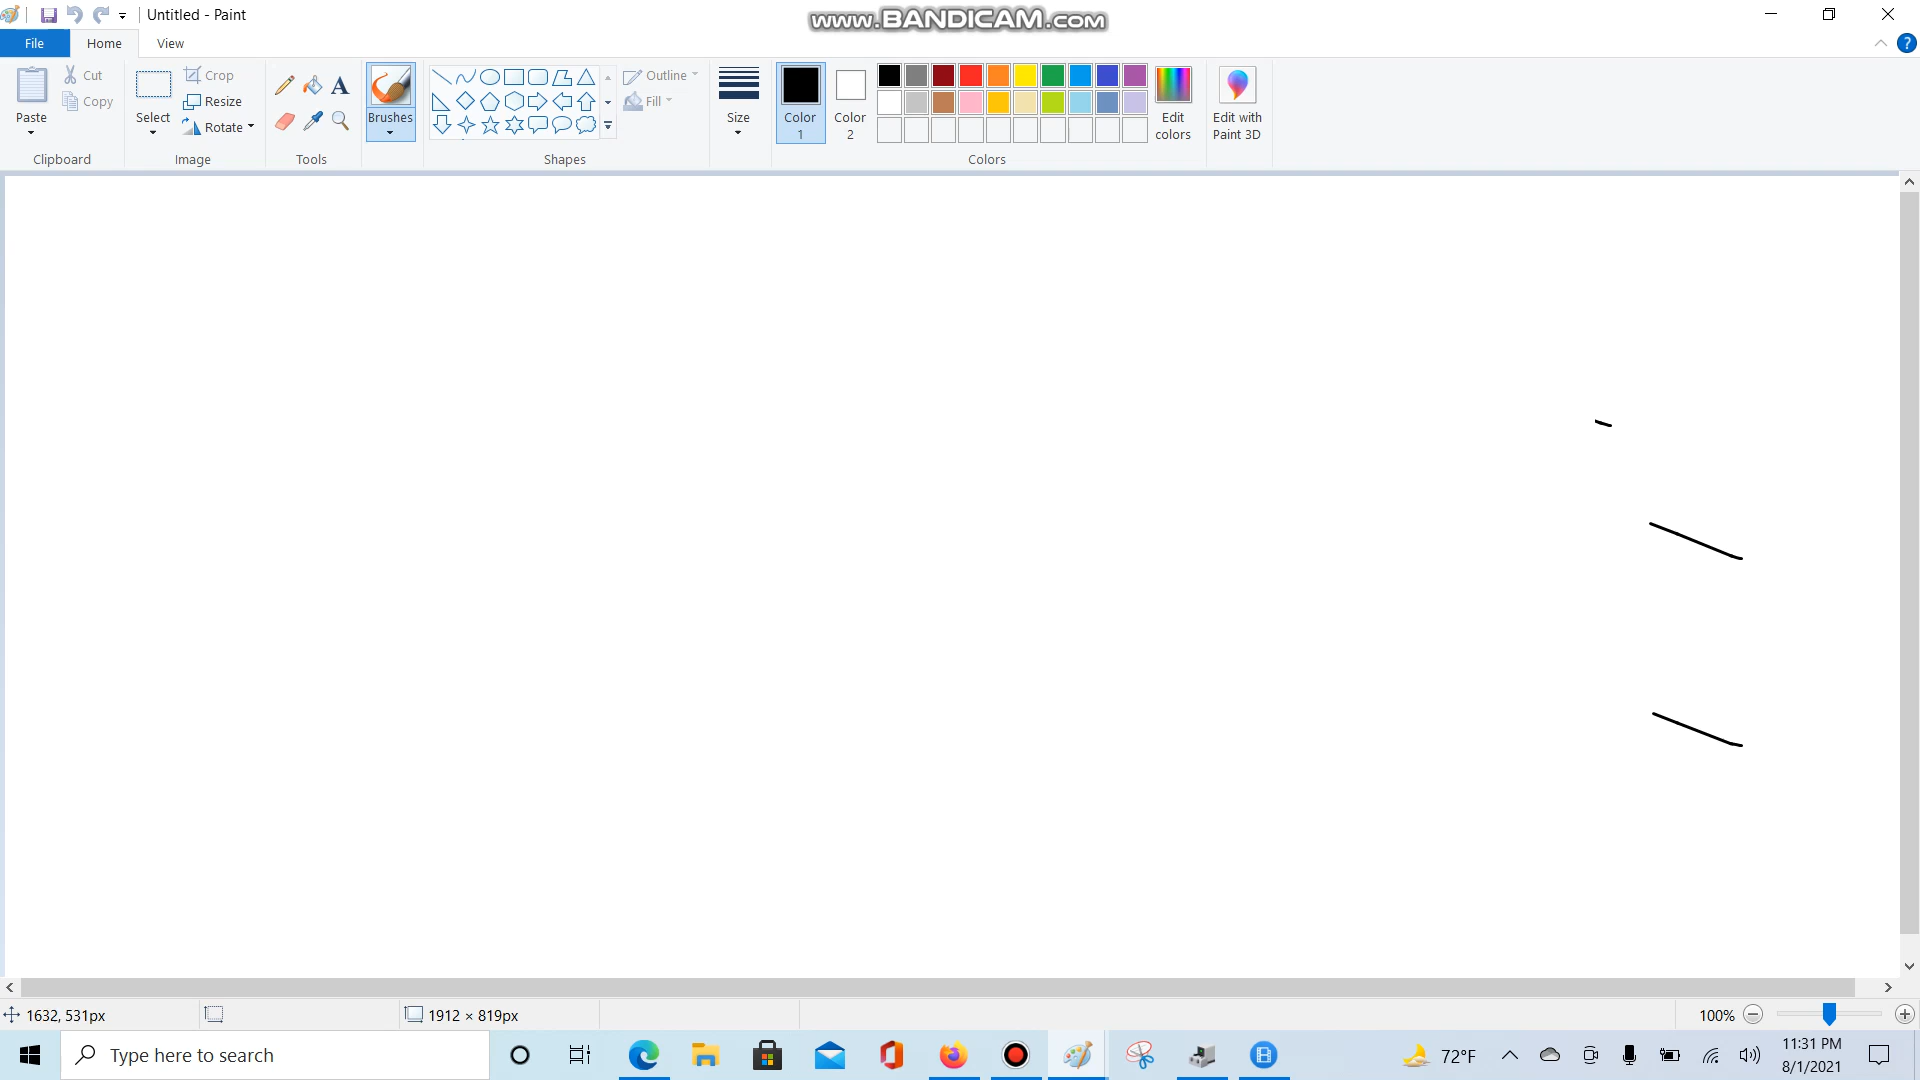 Untitled - Paint
www.BANDICAM.com
File
Home
View
?
Paste
Cut
Copy
Clipboard
Select
Crop
Resize
Rotate
Image
A
Tools
Brushes
Outline
Fill
Shapes
Size
Color
1
Color
2
Colors
Edit
colors
Edit with
Paint 3D
1632, 531px
1912 × 819px
100%
Type here to search
72°F
11:31 PM
8/1/2021